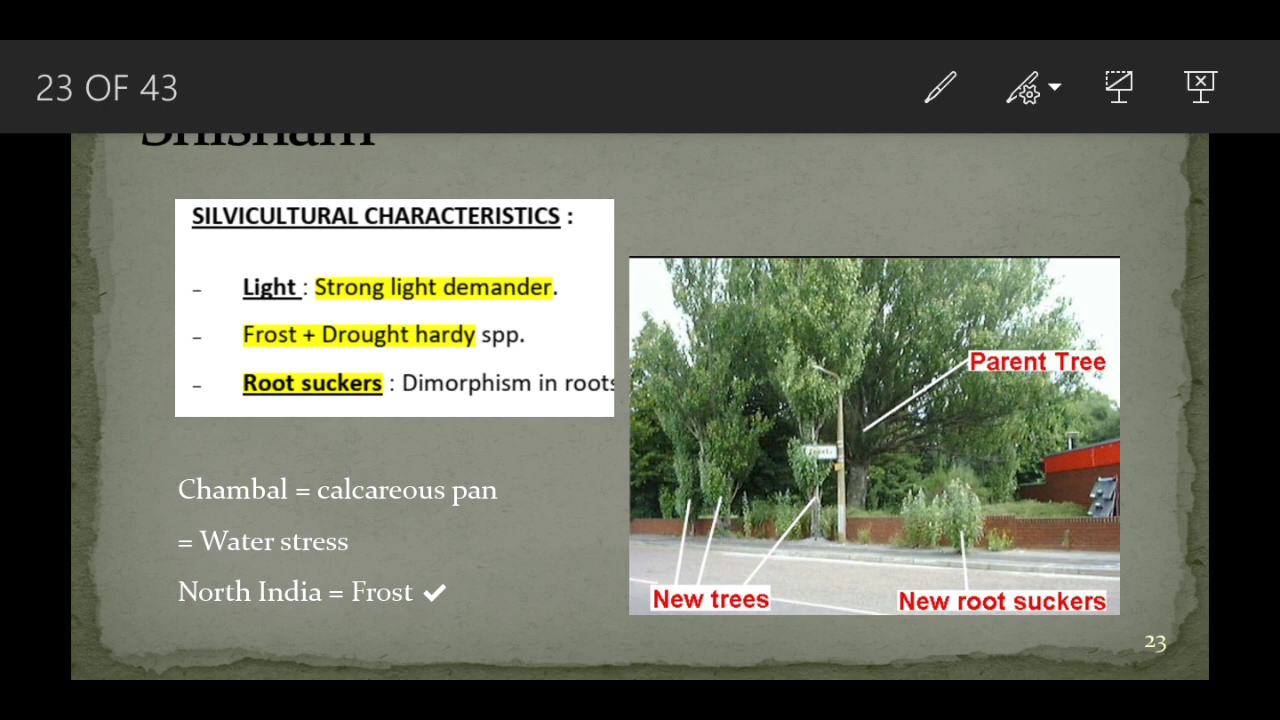 23 OF 43
Shisham
SILVICULTURAL CHARACTERISTICS :
- Light : Strong light demander.
- Frost + Drought hardy spp.
- Root suckers : Dimorphism in roots
Chambal = calcareous pan
= Water stress
North India = Frost ✔
Parent Tree
New trees
New root suckers
23